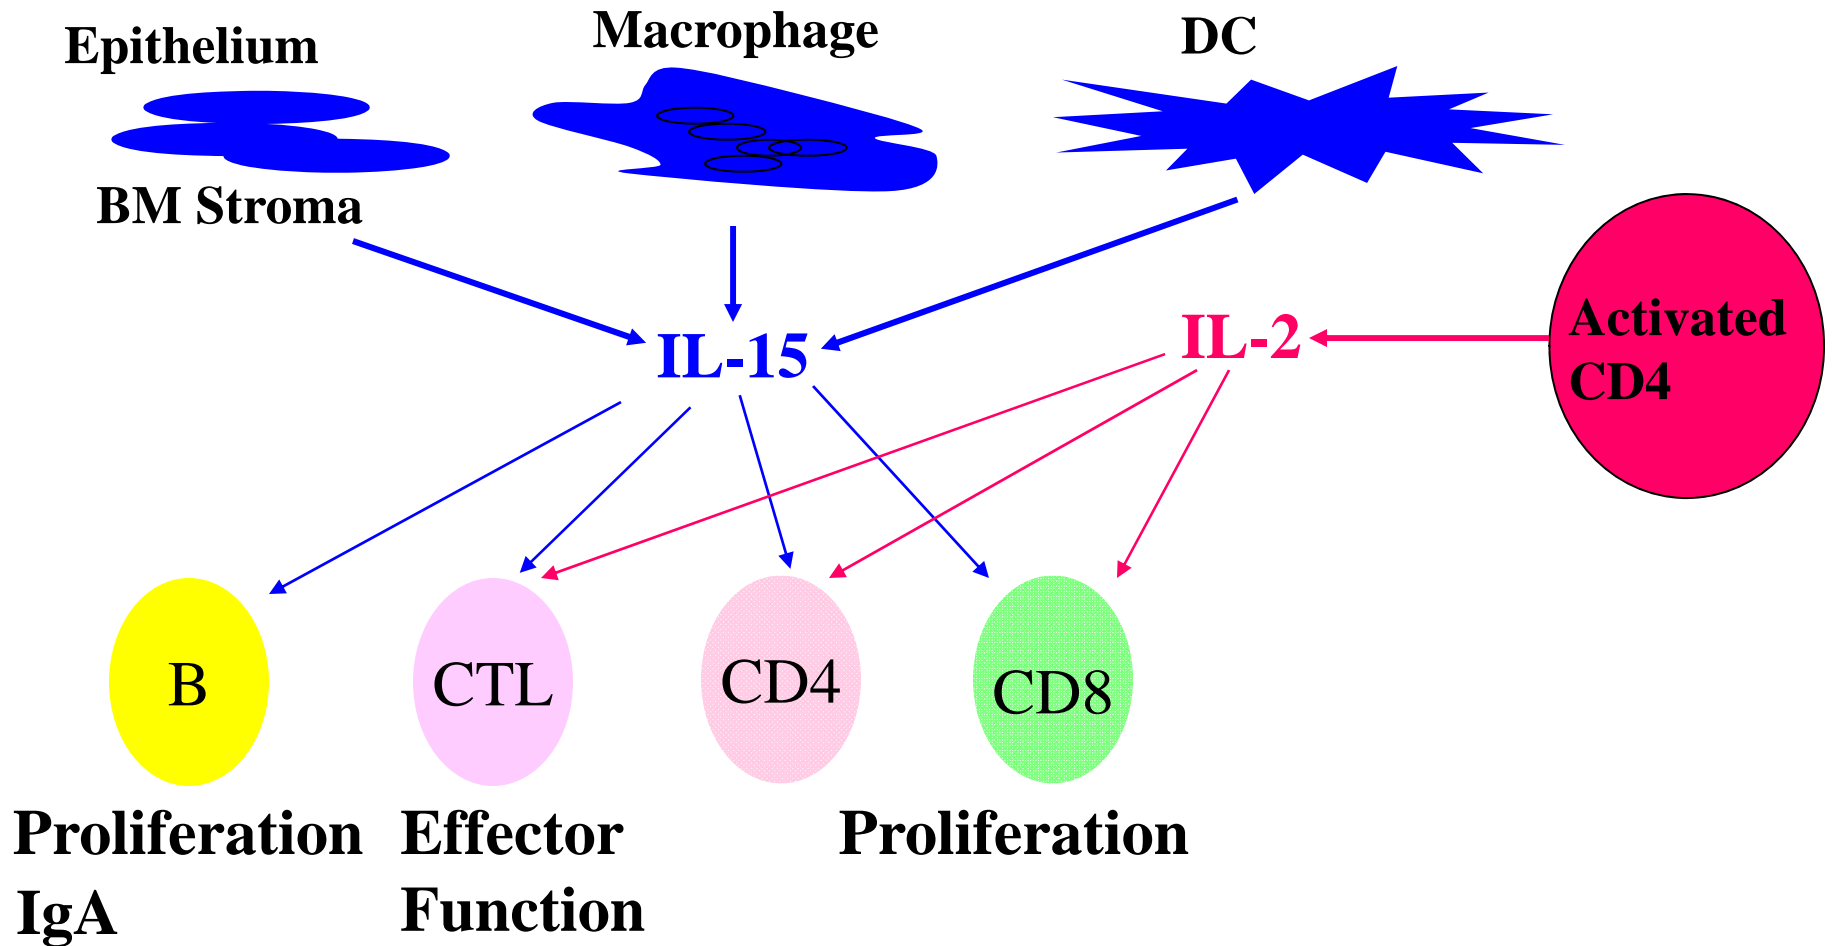 Epithelium
Macrophage
DC
BM Stroma
IL-15
IL-2
Activated
CD4
B
CTL
CD4
CD8
Proliferation
IgA
Effector
Function
Proliferation